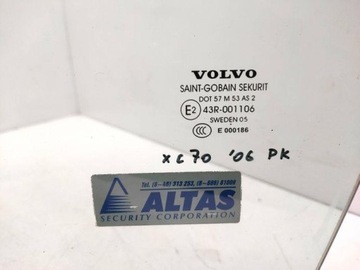 VOLVO
SAINT-GOBAIN SEKURIT
DOT 57 M 53 AS 2
E2 43R-001106
SWEDEN 05
CCC E 000186
XC70 '06 PK
ALTAS
SECURITY CORPORATION